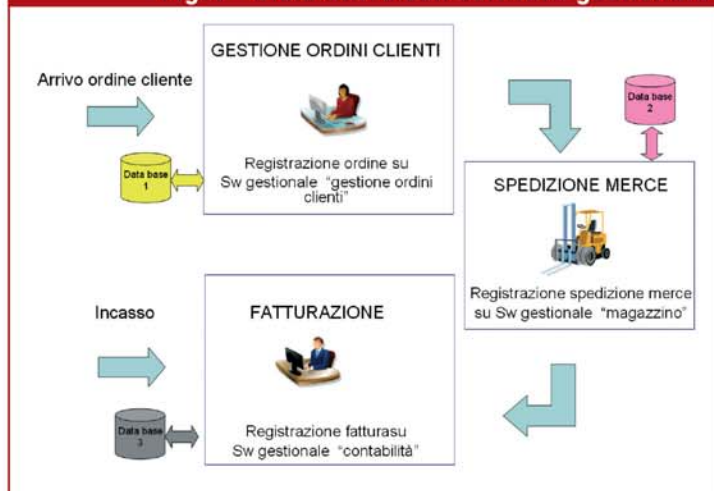 GESTIONE ORDINI CLIENTI
Arrivo ordine cliente
Data base
1
Registrazione ordine su
Sw gestionale "gestione ordini
clienti"
Data base
2
SPEDIZIONE MERCE
Registrazione spedizione merce
su Sw gestionale "magazzino"
Incasso
FATTURAZIONE
Data base
3
Registrazione fatturasu
Sw gestionale "contabilità"